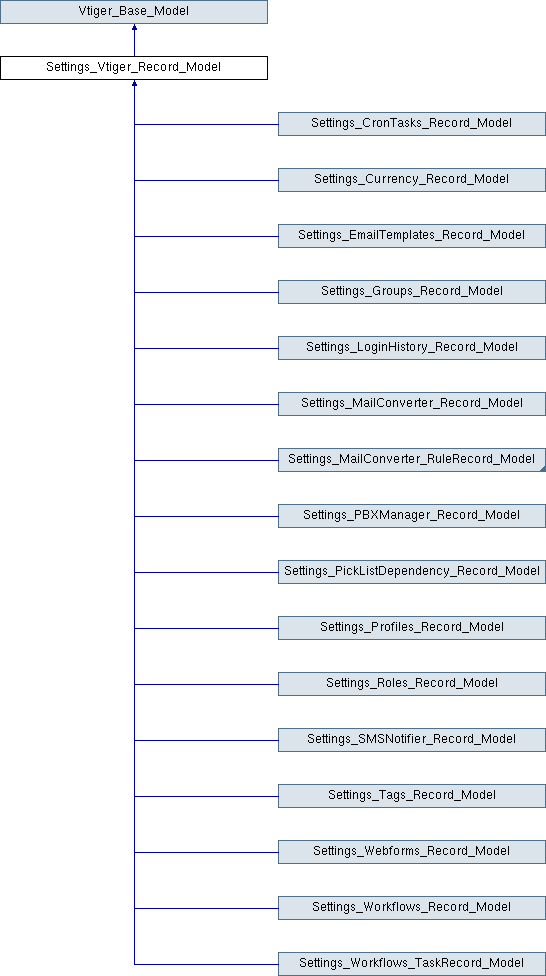 Vtiger_Base_Model
Settings_Vtiger_Record_Model
Settings_CronTasks_Record_Model
Settings_Currency_Record_Model
Settings_EmailTemplates_Record_Model
Settings_Groups_Record_Model
Settings_LoginHistory_Record_Model
Settings_MailConverter_Record_Model
Settings_MailConverter_RuleRecord_Model
Settings_PBXManager_Record_Model
Settings_PickListDependency_Record_Model
Settings_Profiles_Record_Model
Settings_Roles_Record_Model
Settings_SMSNotifier_Record_Model
Settings_Tags_Record_Model
Settings_Webforms_Record_Model
Settings_Workflows_Record_Model
Settings_Workflows_TaskRecord_Model